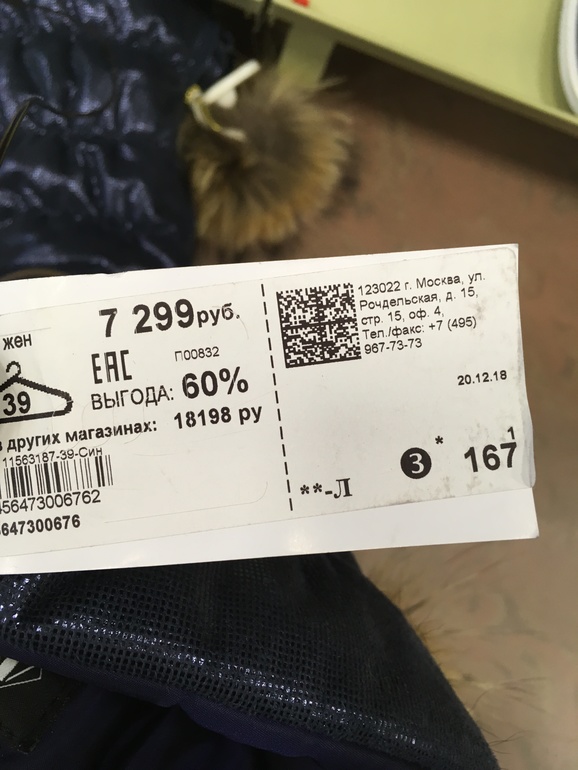 7 299руб.
жен
EAC
П00832
39
ВЫГОДА: 60%
в других магазинах: 18198 ру
11563187-39-Син
456473006762
647300676
123022 г. Москва, ул.
Рочдельская, д. 15,
стр. 15, оф. 4,
Тел./факс: +7 (495)
967-73-73
20.12.18
1
3 * 167
**-Л